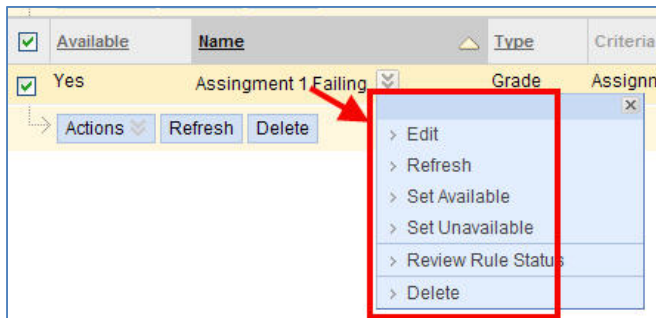 Available Name Type Criteria
Yes Assingment 1 Failing Grade Assignm
Actions Refresh Delete
Edit
Refresh
Set Available
Set Unavailable
Review Rule Status
Delete